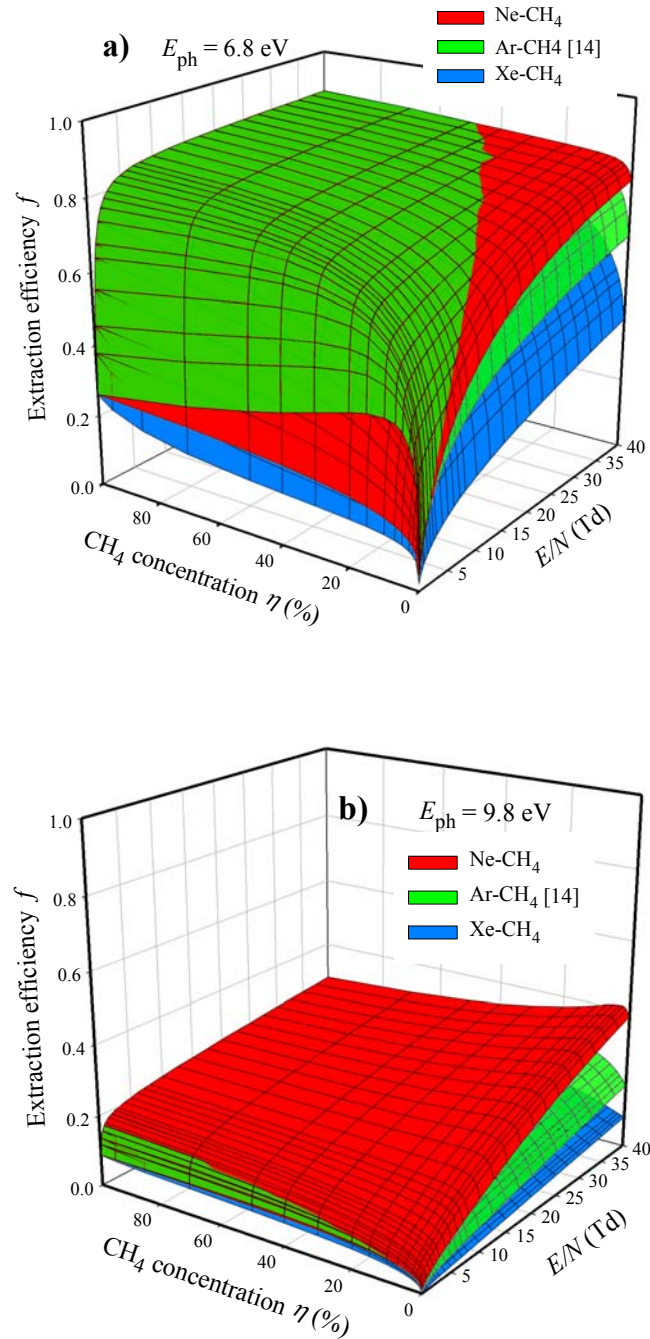 a)
E_ph = 6.8 eV
Ne-CH₄
Ar-CH4 [14]
Xe-CH₄
Extraction efficiency f
1.0
0.8
0.6
0.4
0.2
0.0
80
60
40
20
0
CH₄ concentration η (%)
5
10
15
20
25
30
35
40
E/N (Td)
b)
E_ph = 9.8 eV
Ne-CH₄
Ar-CH₄ [14]
Xe-CH₄
Extraction efficiency f
1.0
0.8
0.6
0.4
0.2
0.0
80
60
40
20
0
CH₄ concentration η (%)
5
10
15
20
25
30
35
40
E/N (Td)